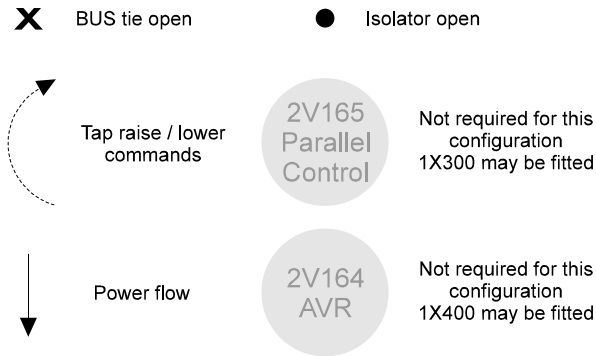 BUS tie open
Isolator open
Tap raise / lower
commands
2V165
Parallel
Control
Not required for this
configuration
1X300 may be fitted
Power flow
2V164
AVR
Not required for this
configuration
1X400 may be fitted